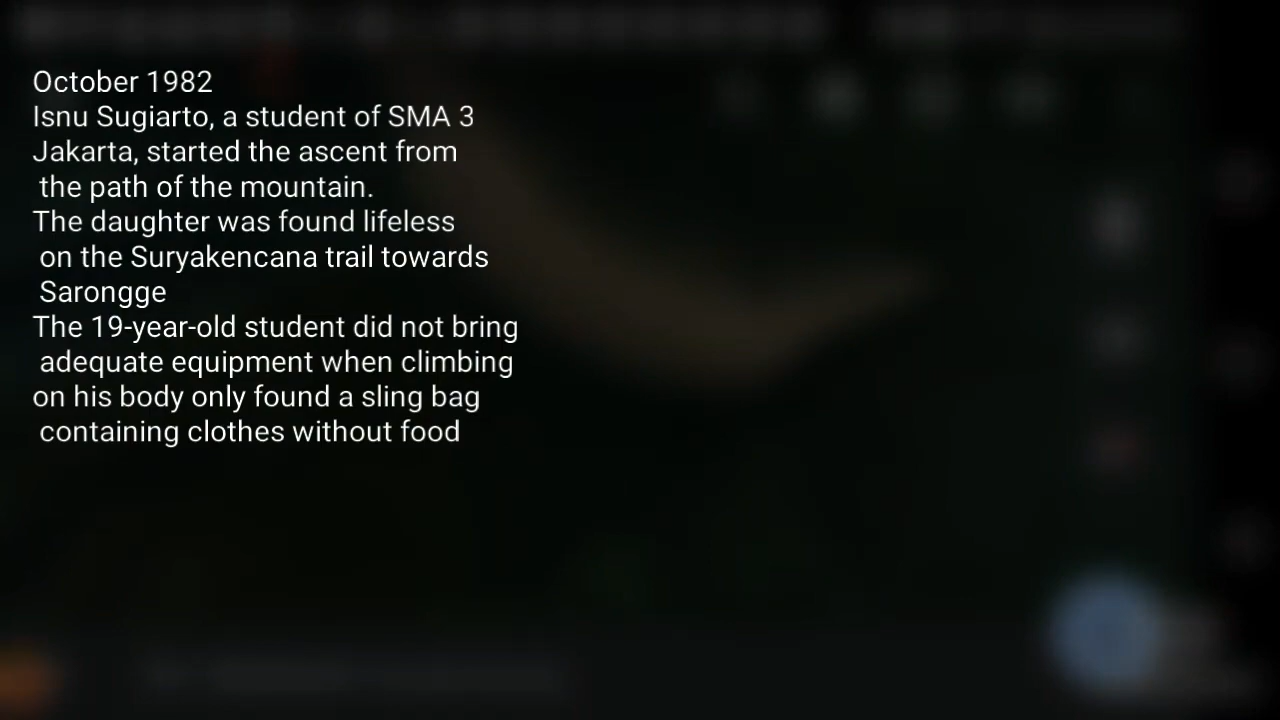 October 1982
Isnu Sugiarto, a student of SMA 3
Jakarta, started the ascent from
the path of the mountain.
The daughter was found lifeless
on the Suryakencana trail towards
Sarongge
The 19-year-old student did not bring
adequate equipment when climbing
on his body only found a sling bag
containing clothes without food